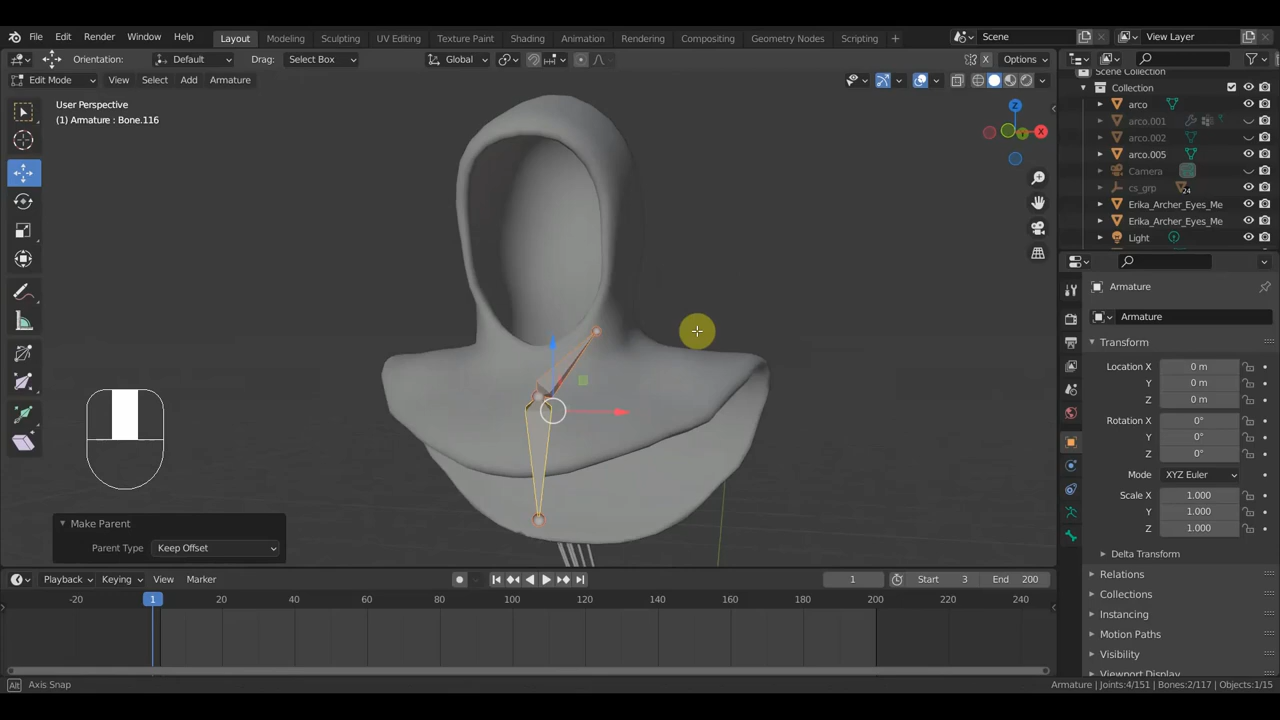 File Edit Render Window Help Layout Modeling Sculpting UV Editing Texture Paint Shading Animation Rendering Compositing Geometry Nodes Scripting + Scene View Layer
Orientation: Default Drag: Select Box Global X Options
Edit Mode View Select Add Armature
Scene Collection
User Perspective
(1) Armature : Bone.116
Z
X
Y
Collection
arco
arco.001
arco.002
arco.005
Camera
cs_grp 24
Erika_Archer_Eyes_Me
Erika_Archer_Eyes_Me
Light
Armature
Armature
Transform
Location X 0 m
Y 0 m
Z 0 m
Rotation X 0°
Y 0°
Z 0°
Mode XYZ Euler
Scale X 1.000
Y 1.000
Z 1.000
Delta Transform
Relations
Collections
Instancing
Motion Paths
Visibility
Viewport Display
Make Parent
Parent Type Keep Offset
Playback Keying View Marker 1 Start 3 End 200
-20 1 20 40 60 80 100 120 140 160 180 200 220 240
Alt Axis Snap Armature | Joints:4/151 | Bones:2/117 | Objects:1/15